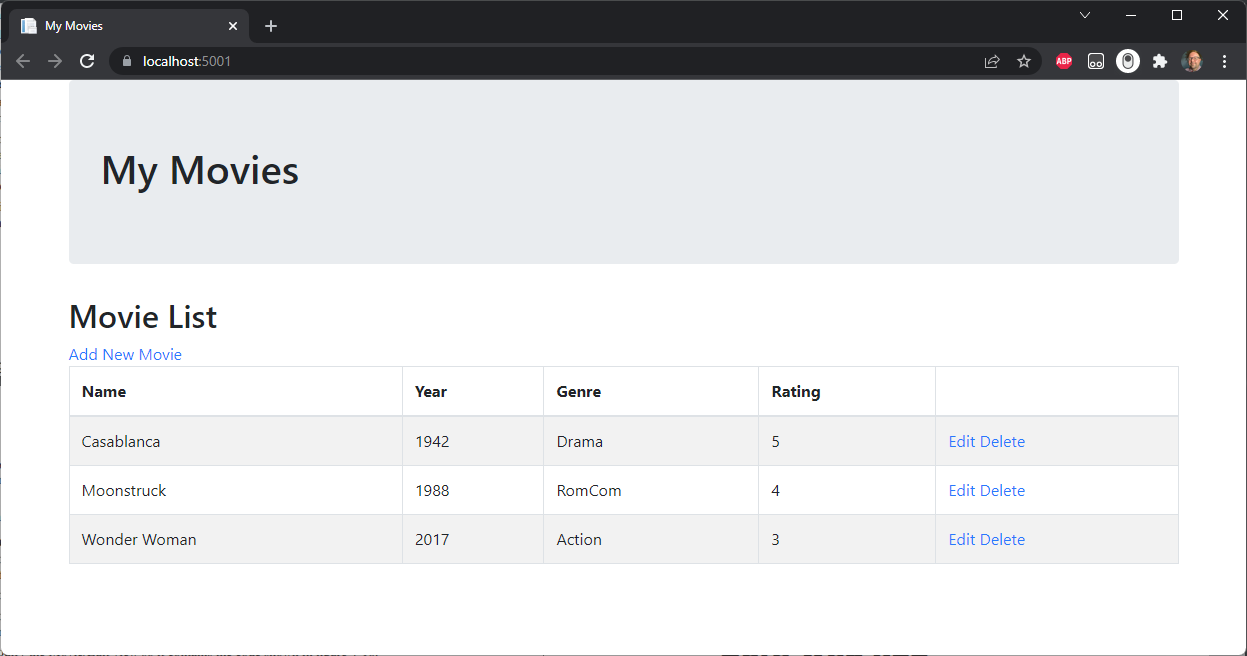 My Movies
localhost:5001
ABP
My Movies
Movie List
Add New Movie
Name Year Genre Rating
Casablanca 1942 Drama 5 Edit Delete
Moonstruck 1988 RomCom 4 Edit Delete
Wonder Woman 2017 Action 3 Edit Delete